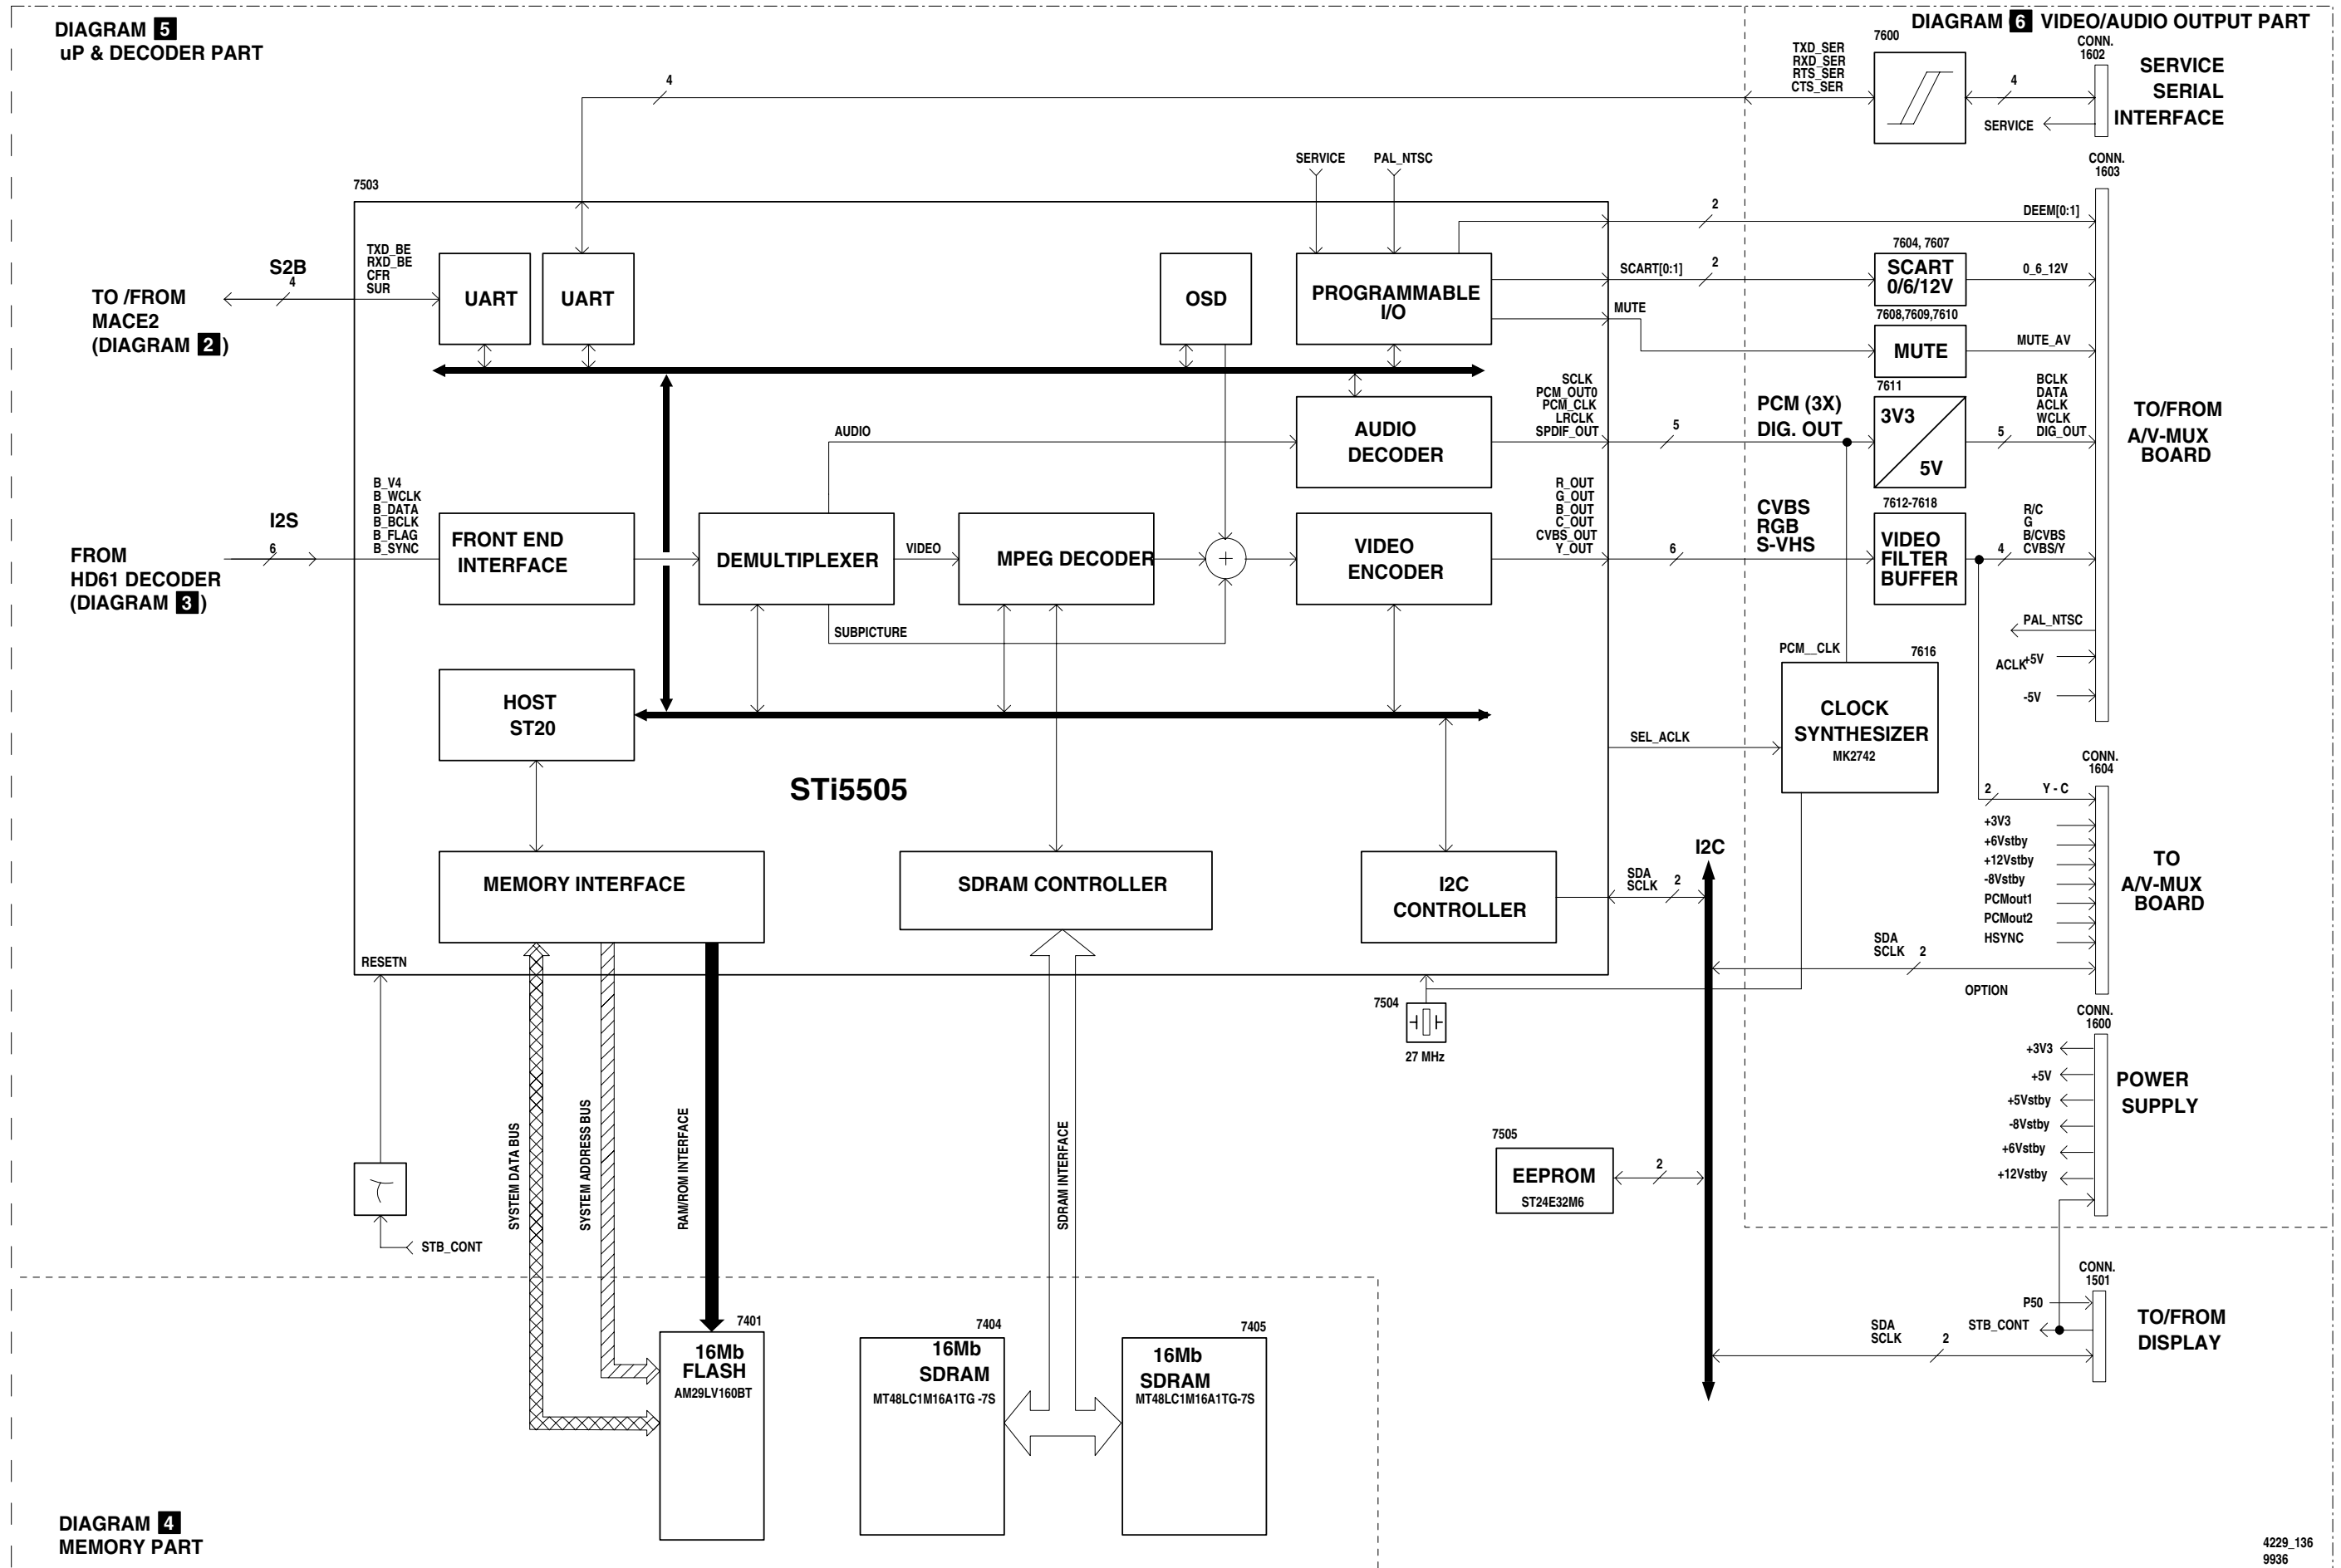 DIAGRAM 5
uP & DECODER PART
DIAGRAM 6 VIDEO/AUDIO OUTPUT PART
7600
CONN.
1602
TXD_SER
RXD_SER
RTS_SER
CTS_SER
4
4
SERVICE
SERVICE
SERIAL
INTERFACE
7503
SERVICE
PAL_NTSC
CONN.
1603
S2B
4
TXD_BE
RXD_BE
CFR
SUR
TO /FROM
MACE2
(DIAGRAM 2)
UART
UART
OSD
PROGRAMMABLE
I/O
2
DEEM[0:1]
SCART[0:1]
2
7604, 7607
SCART
0/6/12V
0_6_12V
MUTE
7608,7609,7610
MUTE
MUTE_AV
AUDIO
AUDIO
DECODER
SCLK
PCM_OUT0
PCM_CLK
LRCLK
SPDIF_OUT
5
PCM (3X)
DIG. OUT
7611
3V3
5V
5
BCLK
DATA
ACLK
WCLK
DIG_OUT
TO/FROM
A/V-MUX
BOARD
I2S
6
B_V4
B_WCLK
B_DATA
B_BCLK
B_FLAG
B_SYNC
FROM
HD61 DECODER
(DIAGRAM 3)
FRONT END
INTERFACE
DEMULTIPLEXER
VIDEO
MPEG DECODER
+
VIDEO
ENCODER
R_OUT
G_OUT
B_OUT
C_OUT
CVBS_OUT
Y_OUT
6
CVBS
RGB
S-VHS
7612-7618
VIDEO
FILTER
BUFFER
4
R/C
G
B/CVBS
CVBS/Y
SUBPICTURE
PAL_NTSC
ACLK
+5V
-5V
PCM__CLK
7616
CLOCK
SYNTHESIZER
MK2742
SEL_ACLK
HOST
ST20
STi5505
CONN.
1604
2
Y - C
+3V3
+6Vstby
+12Vstby
-8Vstby
PCMout1
PCMout2
HSYNC
TO
A/V-MUX
BOARD
MEMORY INTERFACE
SDRAM CONTROLLER
I2C
CONTROLLER
SDA
SCLK
2
I2C
SDA
SCLK
2
OPTION
RESETN
7504
27 MHz
CONN.
1600
+3V3
+5V
+5Vstby
-8Vstby
+6Vstby
+12Vstby
POWER
SUPPLY
SYSTEM DATA BUS
SYSTEM ADDRESS BUS
RAM/ROM INTERFACE
SDRAM INTERFACE
7505
EEPROM
ST24E32M6
2
STB_CONT
CONN.
1501
P50
STB_CONT
SDA
SCLK
2
TO/FROM
DISPLAY
7401
16Mb
FLASH
AM29LV160BT
7404
16Mb
SDRAM
MT48LC1M16A1TG -7S
7405
16Mb
SDRAM
MT48LC1M16A1TG-7S
DIAGRAM 4
MEMORY PART
4229_136
9936